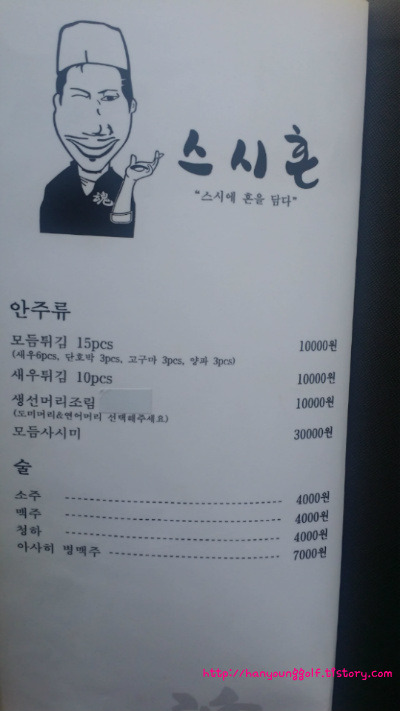 魂
스시혼
"스시에 혼을 담다"
안주류
모듬튀김 15pcs 10000원
(새우6pcs, 단호박 3pcs, 고구마 3pcs, 양파 3pcs)
새우튀김 10pcs 10000원
생선머리조림 10000원
(도미머리&연어머리 선택해주세요)
모듬사시미 30000원
술
소주 4000원
맥주 4000원
청하 4000원
아사히 병맥주 7000원
http://hanyounggolf.tistory.com